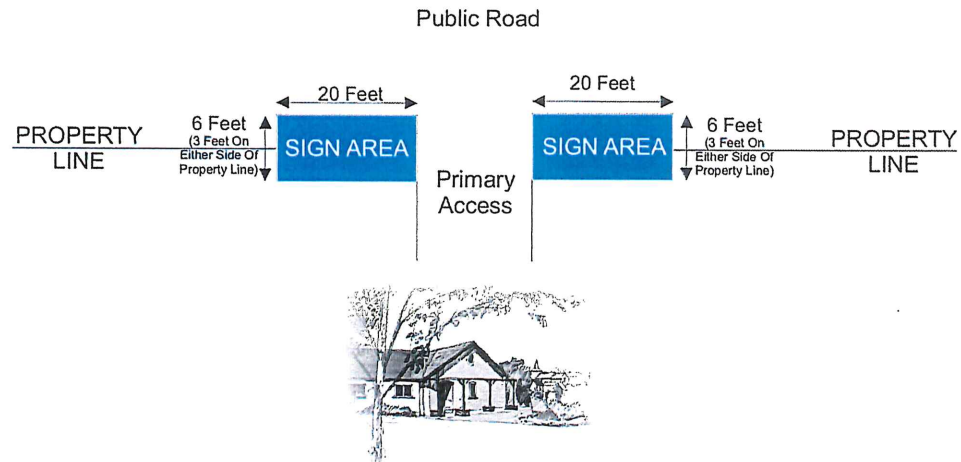 Public Road
20 Feet
20 Feet
PROPERTY
LINE
6 Feet
(3 Feet On
Either Side Of
Property Line)
SIGN AREA
SIGN AREA
6 Feet
(3 Feet On
Either Side Of
Property Line)
PROPERTY
LINE
Primary
Access